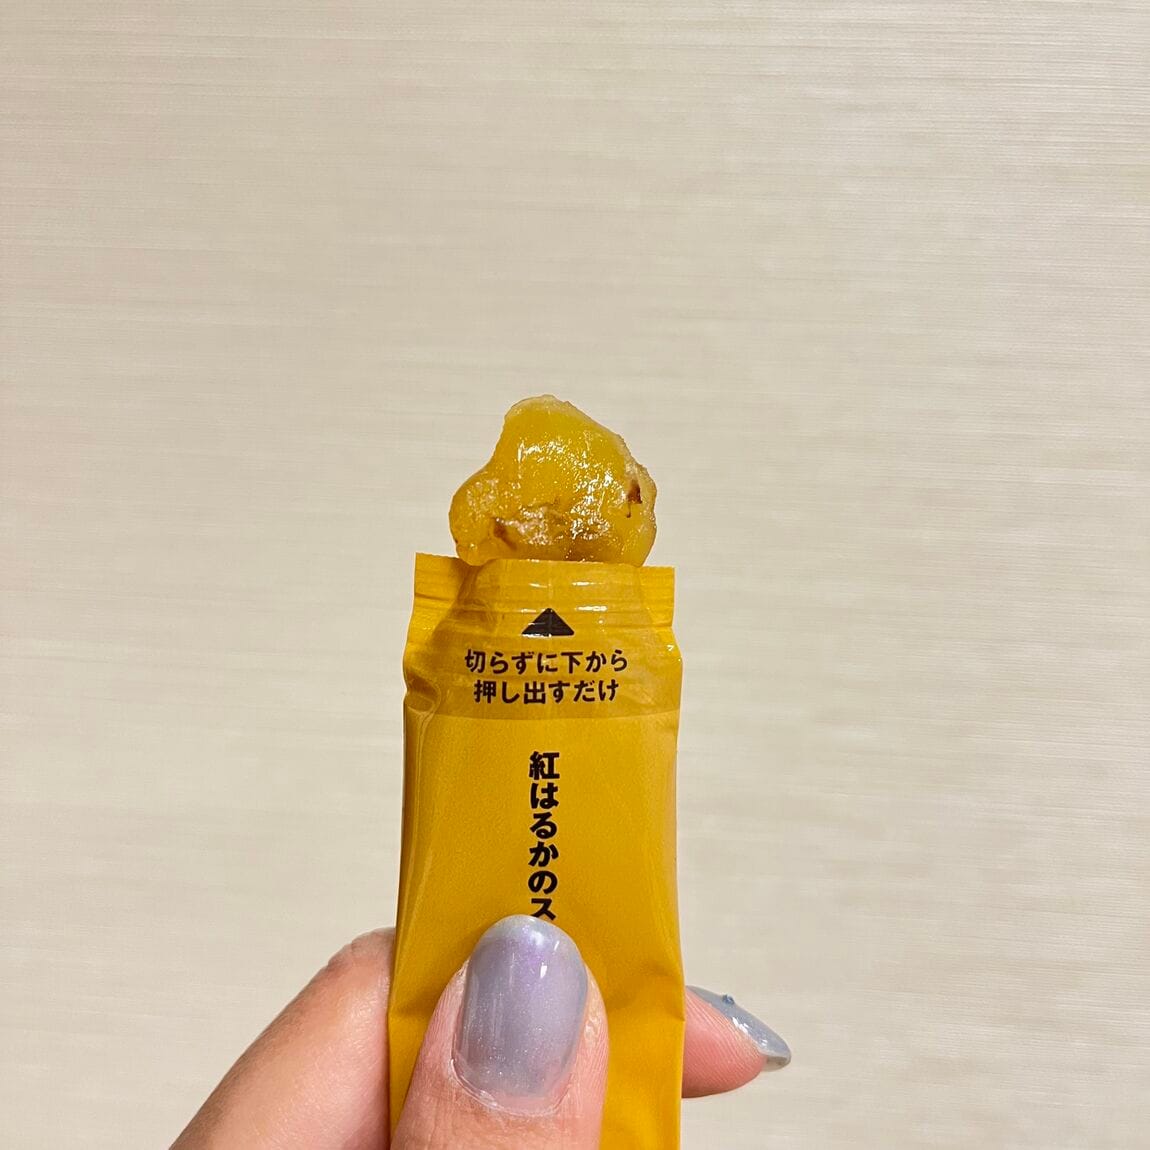 切らずに下から
押し出すだけ
紅はるかのス